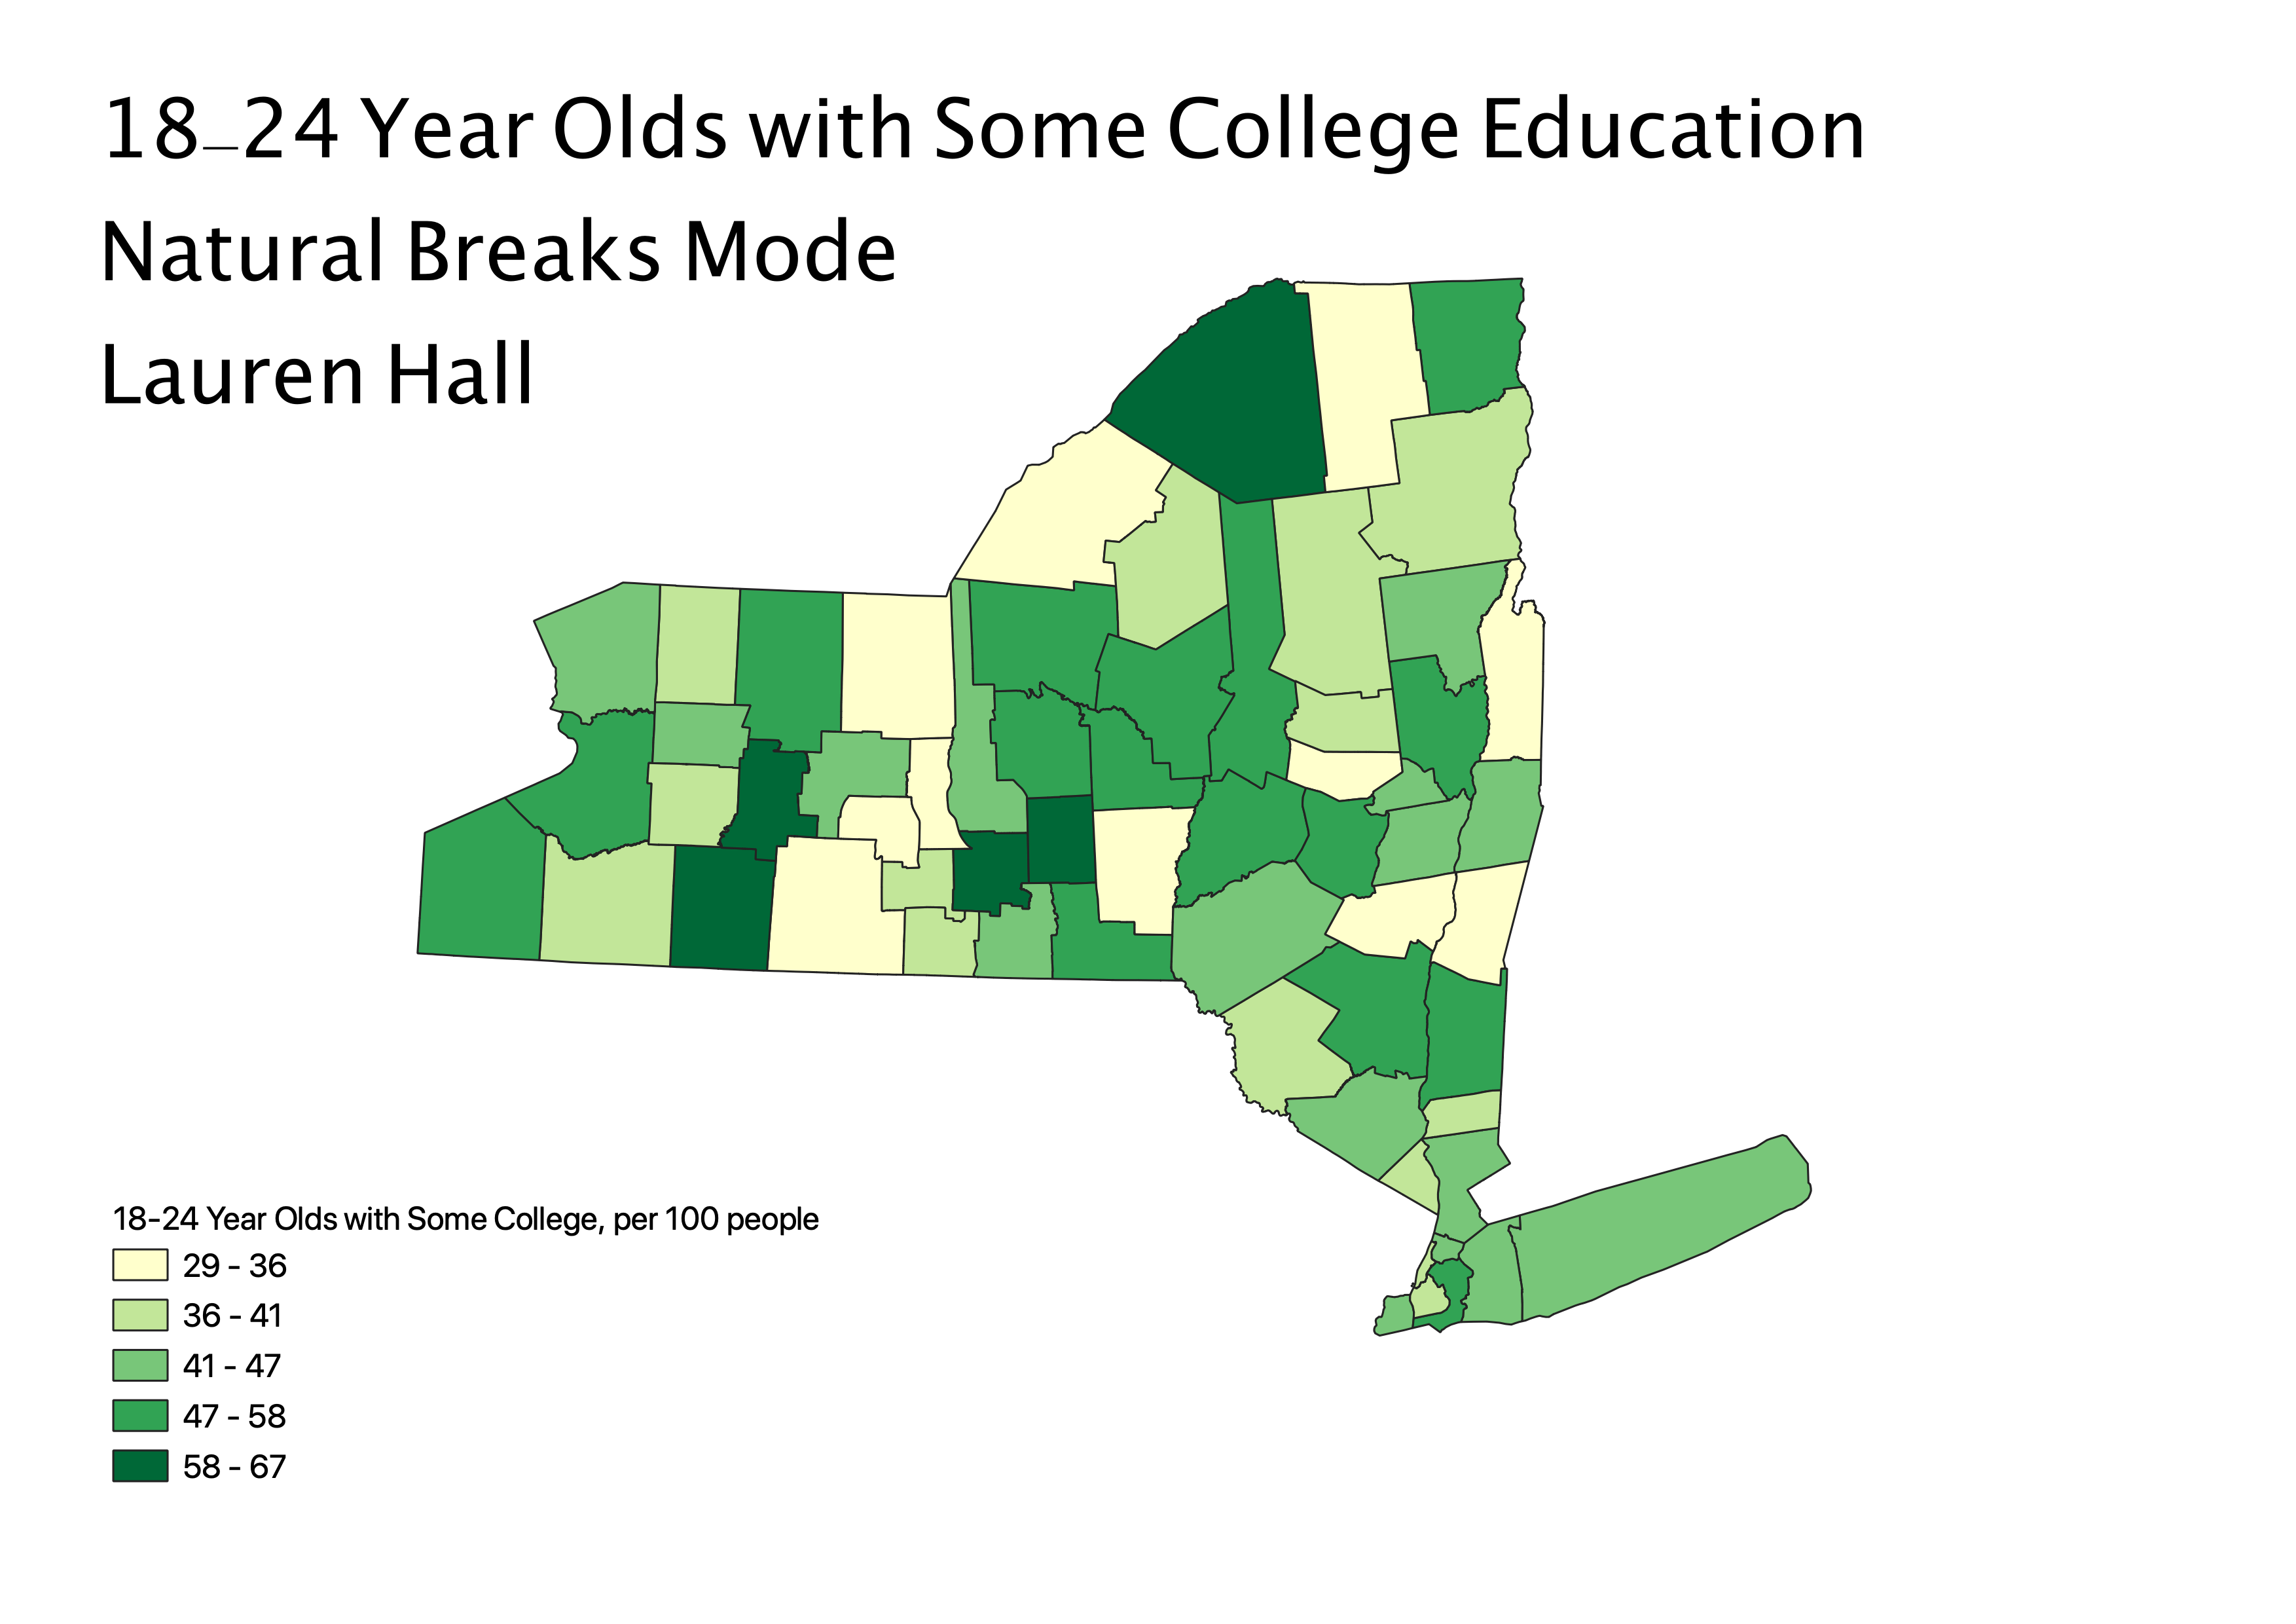 18–24 Year Olds with Some College Education
Natural Breaks Mode
Lauren Hall
18-24 Year Olds with Some College, per 100 people
29 - 36
36 - 41
41 - 47
47 - 58
58 - 67